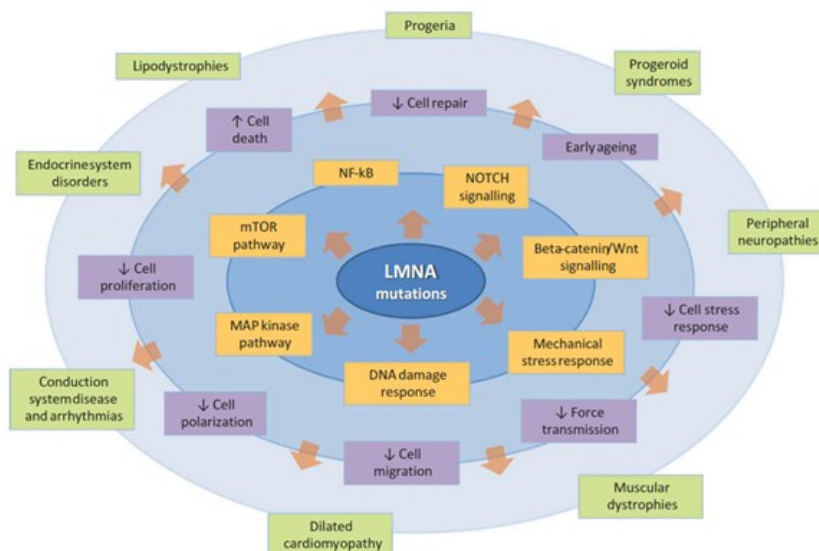 Progeria
Lipodystrophies
Progeroid
syndromes
↓ Cell repair
↑ Cell
death
Early ageing
Endocrinesystem
disorders
NF-kB
NOTCH
signalling
mTOR
pathway
Beta-catenin/Wnt
signalling
Peripheral
neuropathies
LMNA
mutations
↓ Cell
proliferation
↓ Cell stress
response
MAP kinase
pathway
Mechanical
stress response
DNA damage
response
Conduction
system disease
and arrhythmias
↓ Cell
polarization
↓ Force
transmission
↓ Cell
migration
Muscular
dystrophies
Dilated
cardiomyopathy